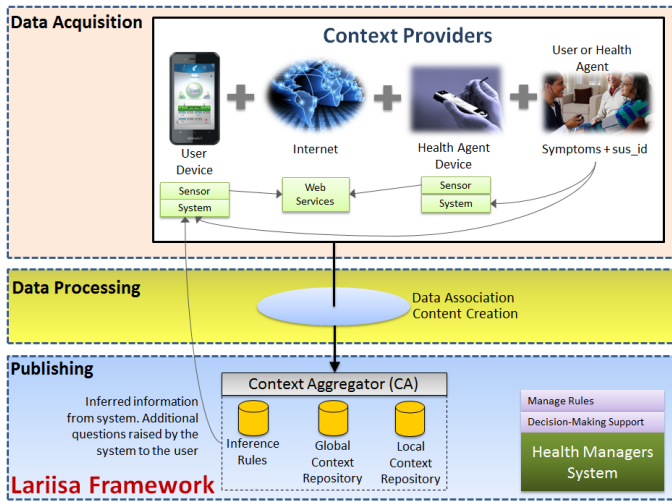 Data Acquisition
Context Providers
User or Health
Agent
User
Device
Internet
Health Agent
Device
Symptoms + sus_id
Sensor
System
Web
Services
Sensor
System
Data Processing
Data Association
Content Creation
Publishing
Context Aggregator (CA)
Inferred information
from system. Additional
questions raised by the
system to the user
Inference
Rules
Global
Context
Repository
Local
Context
Repository
Manage Rules
Decision-Making Support
Health Managers
System
Lariisa Framework